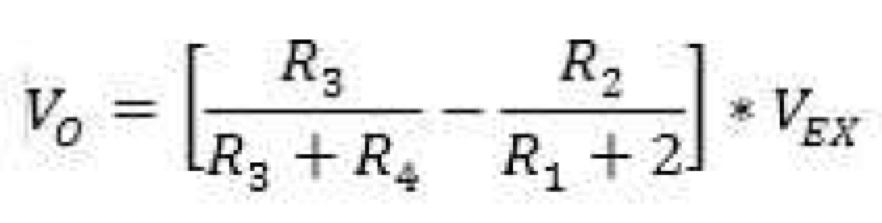 V_O = [ R_3 / (R_3 + R_4) - R_2 / (R_1 + 2) ] * V_EX